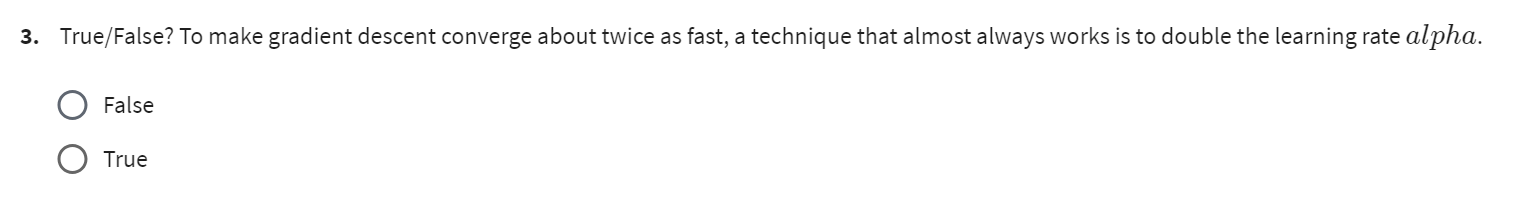 3. True/False? To make gradient descent converge about twice as fast, a technique that almost always works is to double the learning rate alpha.
False
True